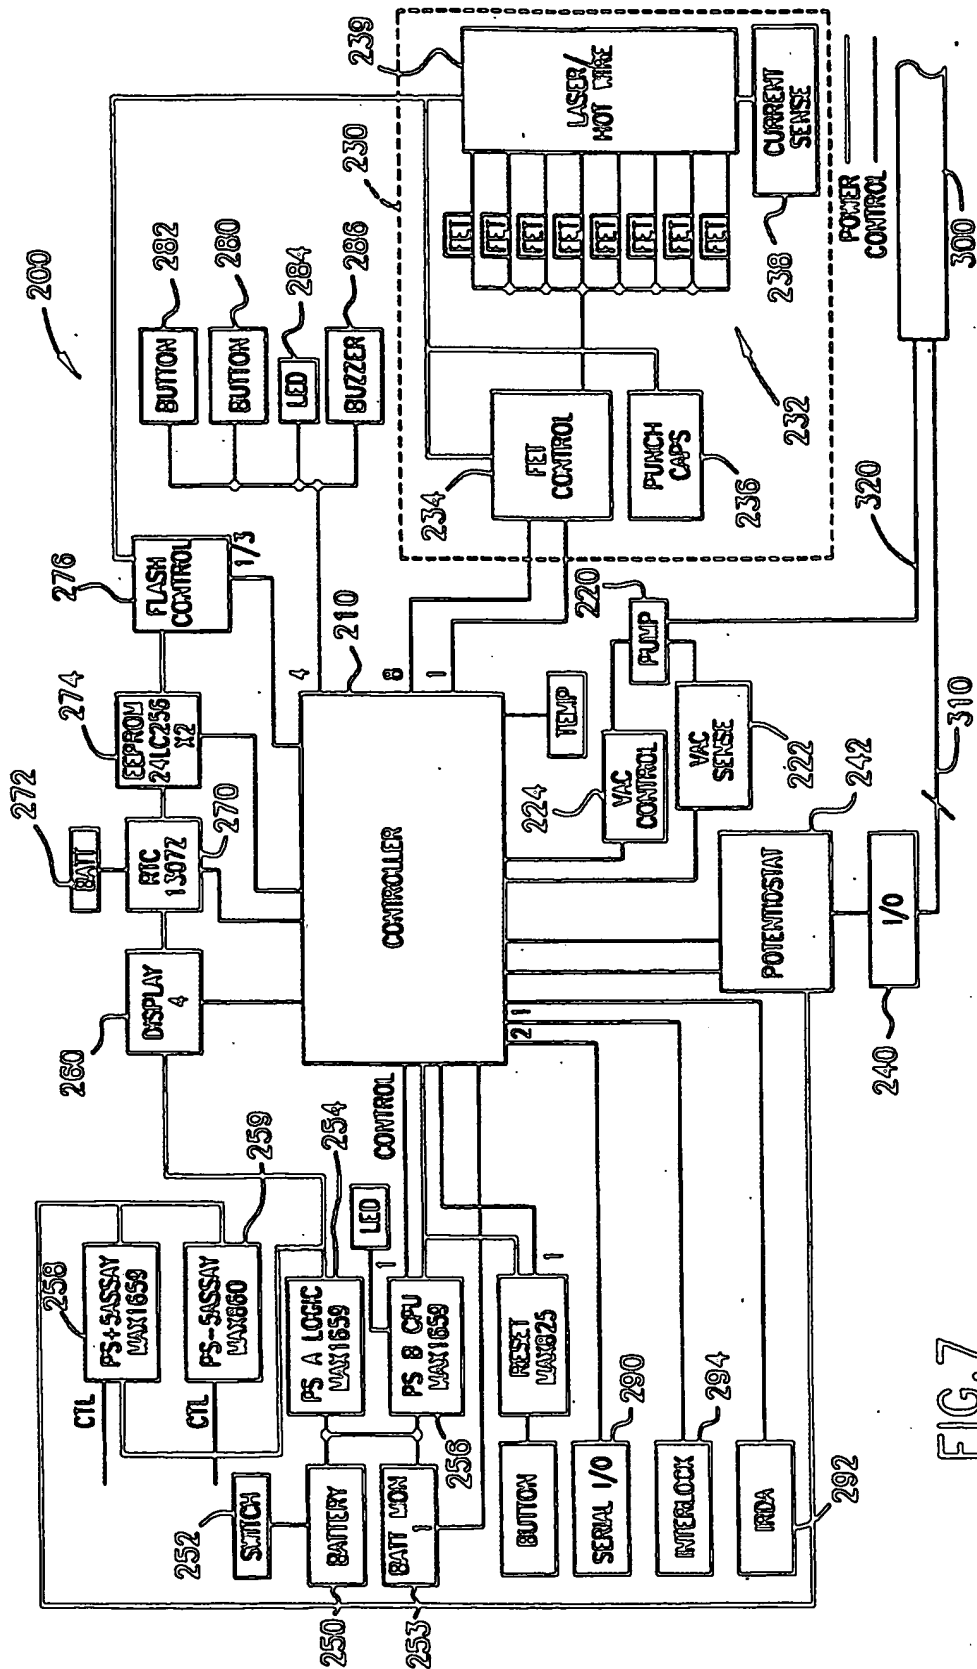 200
258
PS+5ASSAY
MAX1659
CTL
PS-5ASSAY
MAX860
CTL
259
260
DISPLAY
4
272
BATT
RTC
13072
270
274
EEPROM
24LC256
X2
276
FLASH
CONTROL
1/3
BUTTON
282
BUTTON
280
LED
284
BUZZER
286
230
239
LASER/
HOT WIRE
FET
FET
FET
FET
FET
FET
FET
FET
234
FET
CONTROL
PUNCH
CAPS
236
232
CURRENT
SENSE
238
POWER
CONTROL
252
SWITCH
BATTERY
250
BATT MON
1
253
PS A LOGIC
MAX1659
254
PS B CPU
MAX1659
256
LED
1
CONTROL
RESET
MAX825
1
BUTTON
SERIAL I/O
290
INTERLOCK
294
IRDA
292
CONTROLLER
210
4
8
1
2
1
TEMP
PUMP
220
VAC
CONTROL
224
VAC
SENSE
222
POTENTIOSTAT
242
I/O
240
300
310
320
FIG.7